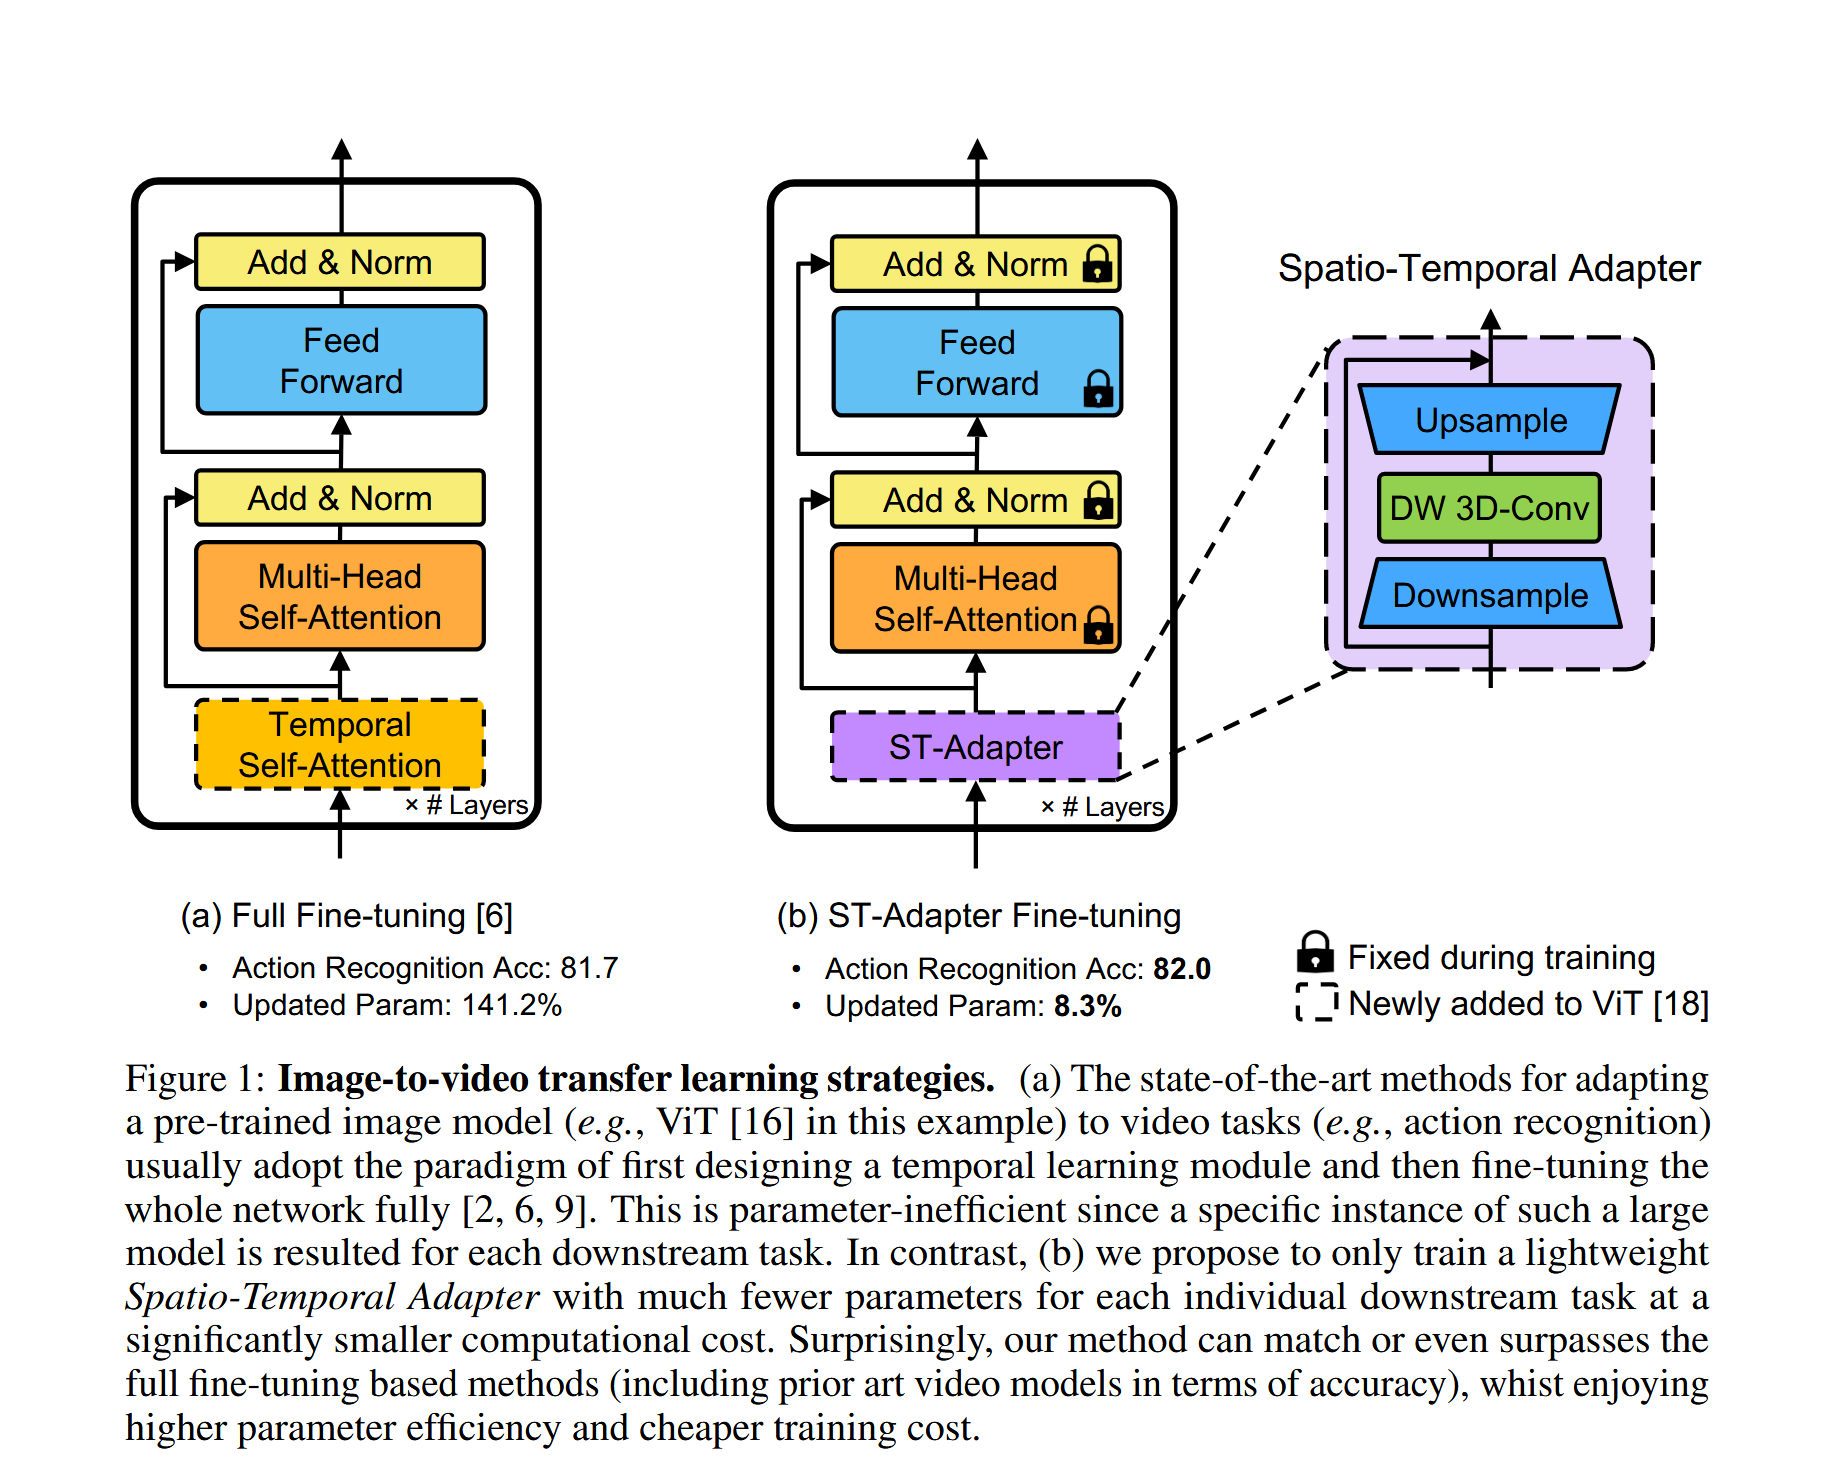 Add & Norm
Feed
Forward
Add & Norm
Multi-Head
Self-Attention
Temporal
Self-Attention
× # Layers
Add & Norm
Feed
Forward
Add & Norm
Multi-Head
Self-Attention
ST-Adapter
× # Layers
Spatio-Temporal Adapter
Upsample
DW 3D-Conv
Downsample
(a) Full Fine-tuning [6]
• Action Recognition Acc: 81.7
• Updated Param: 141.2%
(b) ST-Adapter Fine-tuning
• Action Recognition Acc: 82.0
• Updated Param: 8.3%
Fixed during training
Newly added to ViT [18]
Figure 1: Image-to-video transfer learning strategies. (a) The state-of-the-art methods for adapting
a pre-trained image model (e.g., ViT [16] in this example) to video tasks (e.g., action recognition)
usually adopt the paradigm of first designing a temporal learning module and then fine-tuning the
whole network fully [2, 6, 9]. This is parameter-inefficient since a specific instance of such a large
model is resulted for each downstream task. In contrast, (b) we propose to only train a lightweight
Spatio-Temporal Adapter with much fewer parameters for each individual downstream task at a
significantly smaller computational cost. Surprisingly, our method can match or even surpasses the
full fine-tuning based methods (including prior art video models in terms of accuracy), whist enjoying
higher parameter efficiency and cheaper training cost.